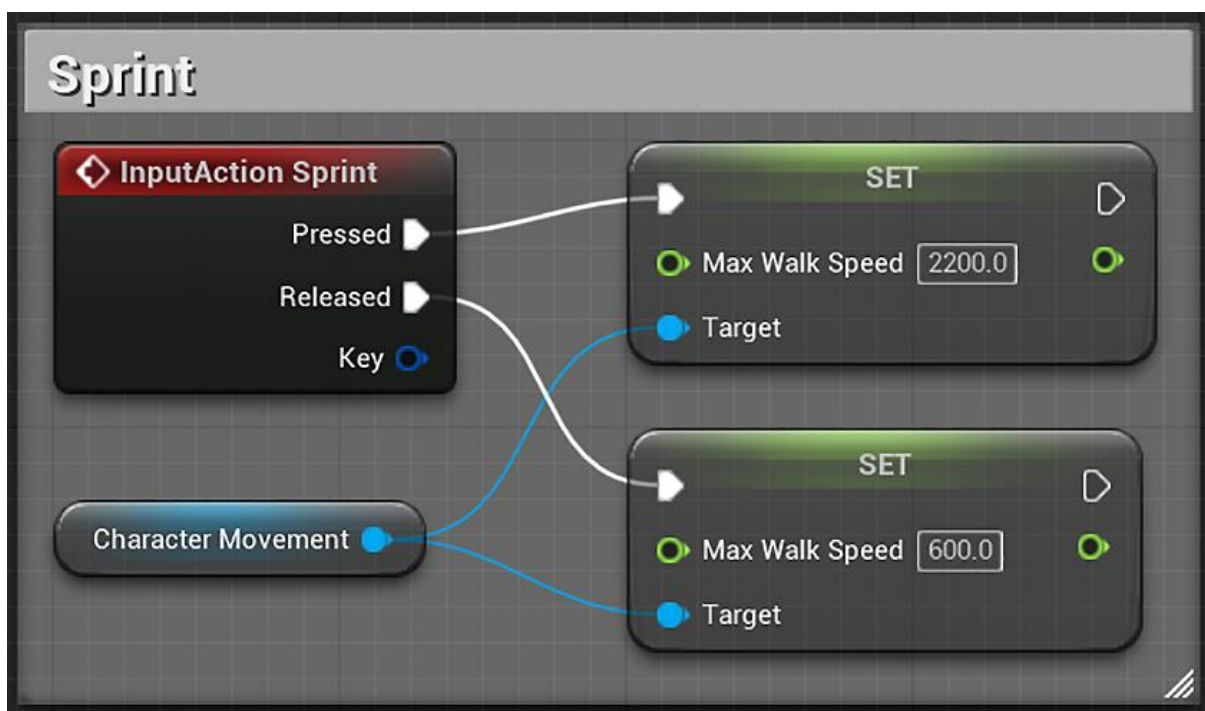 Sprint
InputAction Sprint
Pressed
Released
Key
Character Movement
SET
Max Walk Speed 2200.0
Target
SET
Max Walk Speed 600.0
Target